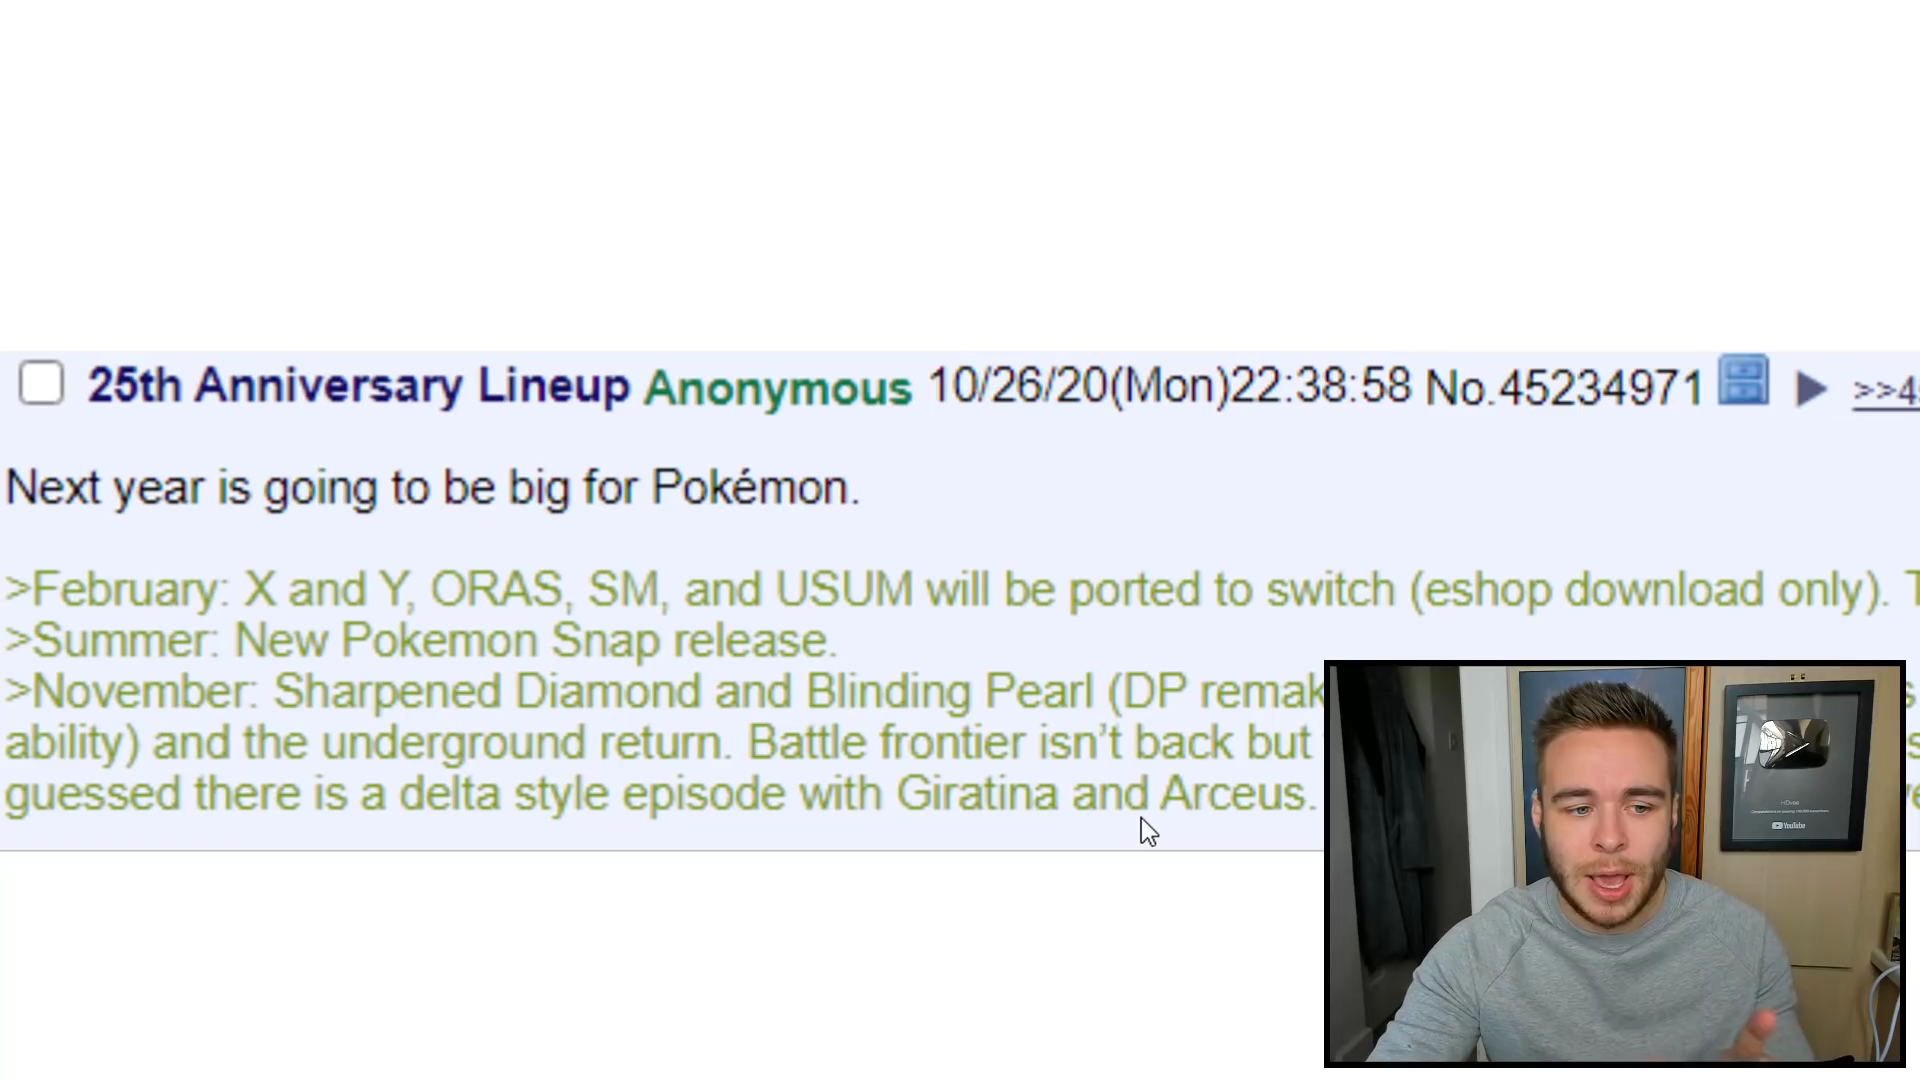 25th Anniversary Lineup Anonymous 10/26/20(Mon)22:38:58 No.45234971 ▶ >>4
Next year is going to be big for Pokémon.
>February: X and Y, ORAS, SM, and USUM will be ported to switch (eshop download only).
>Summer: New Pokemon Snap release.
>November: Sharpened Diamond and Blinding Pearl (DP
ability) and the underground return. Battle frontier isn’t back but
guessed there is a delta style episode with Giratina and Arceus.
YouTube